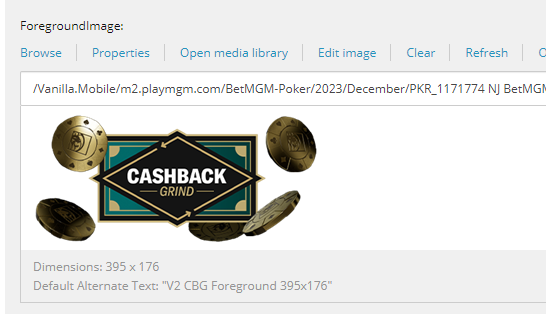 ForegroundImage:
Browse Properties Open media library Edit image Clear Refresh O
/Vanilla.Mobile/m2.playmgm.com/BetMGM-Poker/2023/December/PKR_1171774 NJ BetMGM
CASHBACK
GRIND
Dimensions: 395 x 176
Default Alternate Text: "V2 CBG Foreground 395x176"